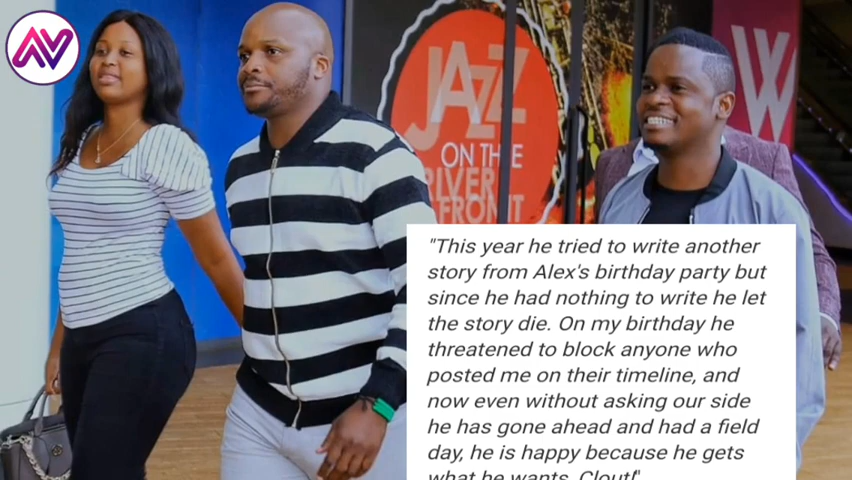 AV
JAZZ
ON THE
RIVER
FRONT
W
"This year he tried to write another
story from Alex's birthday party but
since he had nothing to write he let
the story die. On my birthday he
threatened to block anyone who
posted me on their timeline, and
now even without asking our side
he has gone ahead and had a field
day, he is happy because he gets
what he wants. Clout!"